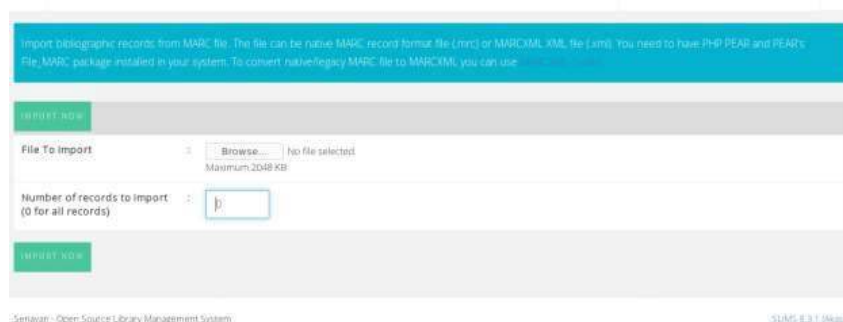 Import bibliographic records from MARC file. The file can be native MARC record format file (.mrc) or MARCXML XML file (.xml). You need to have PHP PEAR and PEAR's
File_MARC package installed in your system. To convert native/legacy MARC file to MARCXML you can use
IMPORT NOW
File To Import : Browse... No file selected.
Maximum 2048 KB
Number of records to import : 0
(0 for all records)
IMPORT NOW
Senayan - Open Source Library Management System SLiMS 8.3.1